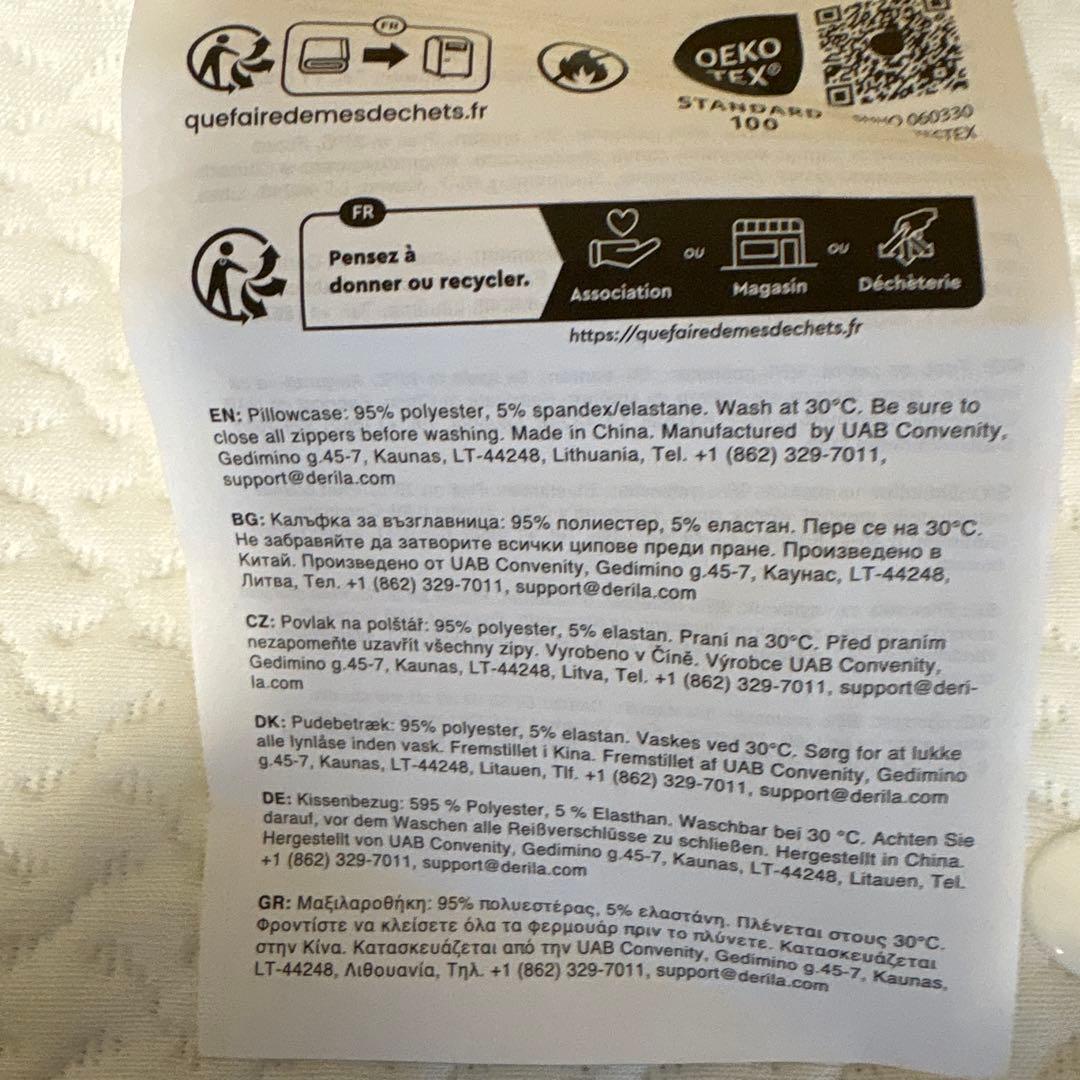 FR
quefairedemesdechets.fr
OEKO
TEX®
STANDARD
100
060330
FR
Pensez à
donner ou recycler.
Association
ou
Magasin
ou
Déchèterie
https://quefairedemesdechets.fr
EN: Pillowcase: 95% polyester, 5% spandex/elastane. Wash at 30°C. Be sure to
close all zippers before washing. Made in China. Manufactured by UAB Convenity,
Gedimino g.45-7, Kaunas, LT-44248, Lithuania, Tel. +1 (862) 329-7011,
support@derila.com
BG: Калъфка за възглавница: 95% полиестер, 5% еластан. Пере се на 30°C.
Не забравяйте да затворите всички ципове преди пране. Произведено в
Китай. Произведено от UAB Convenity, Gedimino g.45-7, Каунас, LT-44248,
Литва, Тел. +1 (862) 329-7011, support@derila.com
CZ: Povlak na polštář: 95% polyester, 5% elastan. Praní na 30°C. Před praním
nezapomeňte uzavřít všechny zipy. Vyrobeno v Číně. Výrobce UAB Convenity,
Gedimino g.45-7, Kaunas, LT-44248, Litva, Tel. +1 (862) 329-7011, support@deri-
la.com
DK: Pudebetræk: 95% polyester, 5% elastan. Vaskes ved 30°C. Sørg for at lukke
alle lynlåse inden vask. Fremstillet i Kina. Fremstillet af UAB Convenity, Gedimino
g.45-7, Kaunas, LT-44248, Litauen, Tlf. +1 (862) 329-7011, support@derila.com
DE: Kissenbezug: 595 % Polyester, 5 % Elasthan. Waschbar bei 30 °C. Achten Sie
darauf, vor dem Waschen alle Reißverschlüsse zu schließen. Hergestellt in China.
Hergestellt von UAB Convenity, Gedimino g.45-7, Kaunas, LT-44248, Litauen, Tel.
+1 (862) 329-7011, support@derila.com
GR: Μαξιλαροθήκη: 95% πολυεστέρας, 5% ελαστάνη. Πλένεται στους 30°C.
Φροντίστε να κλείσετε όλα τα φερμουάρ πριν το πλύνετε. Κατασκευάζεται
στην Κίνα. Κατασκευάζεται από την UAB Convenity, Gedimino g.45-7, Kaunas,
LT-44248, Λιθουανία, Τηλ. +1 (862) 329-7011, support@derila.com